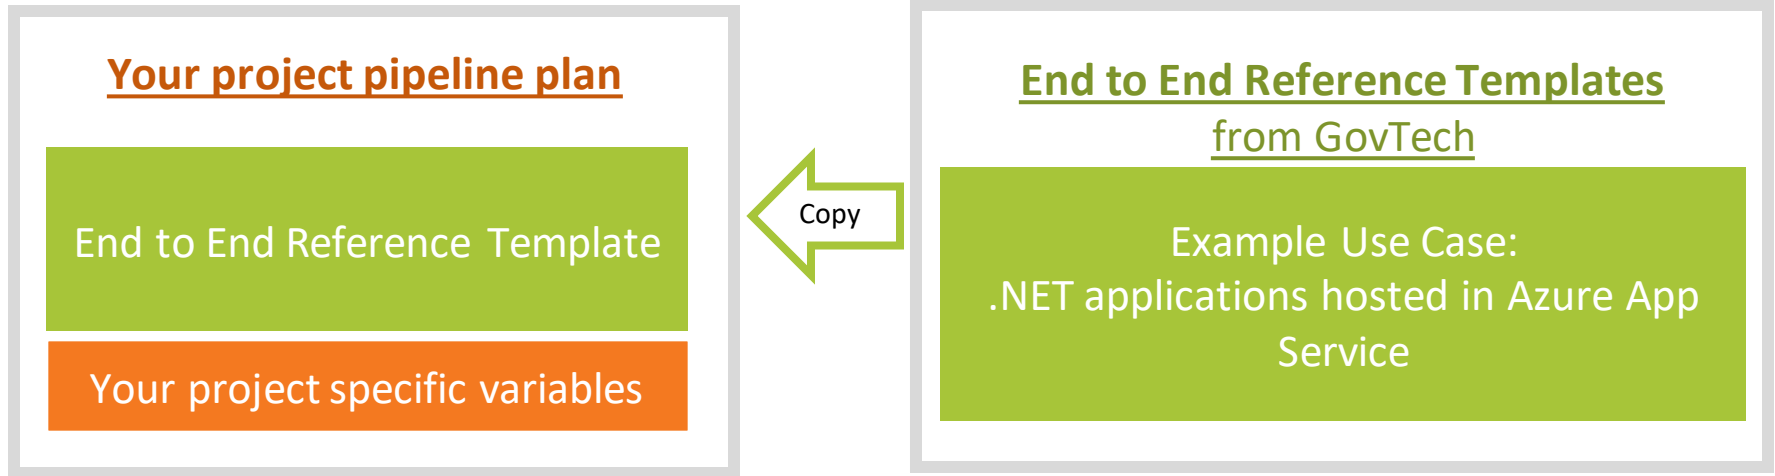 Your project pipeline plan
End to End Reference Template
Your project specific variables
Copy
End to End Reference Templates
from GovTech
Example Use Case:
.NET applications hosted in Azure App
Service